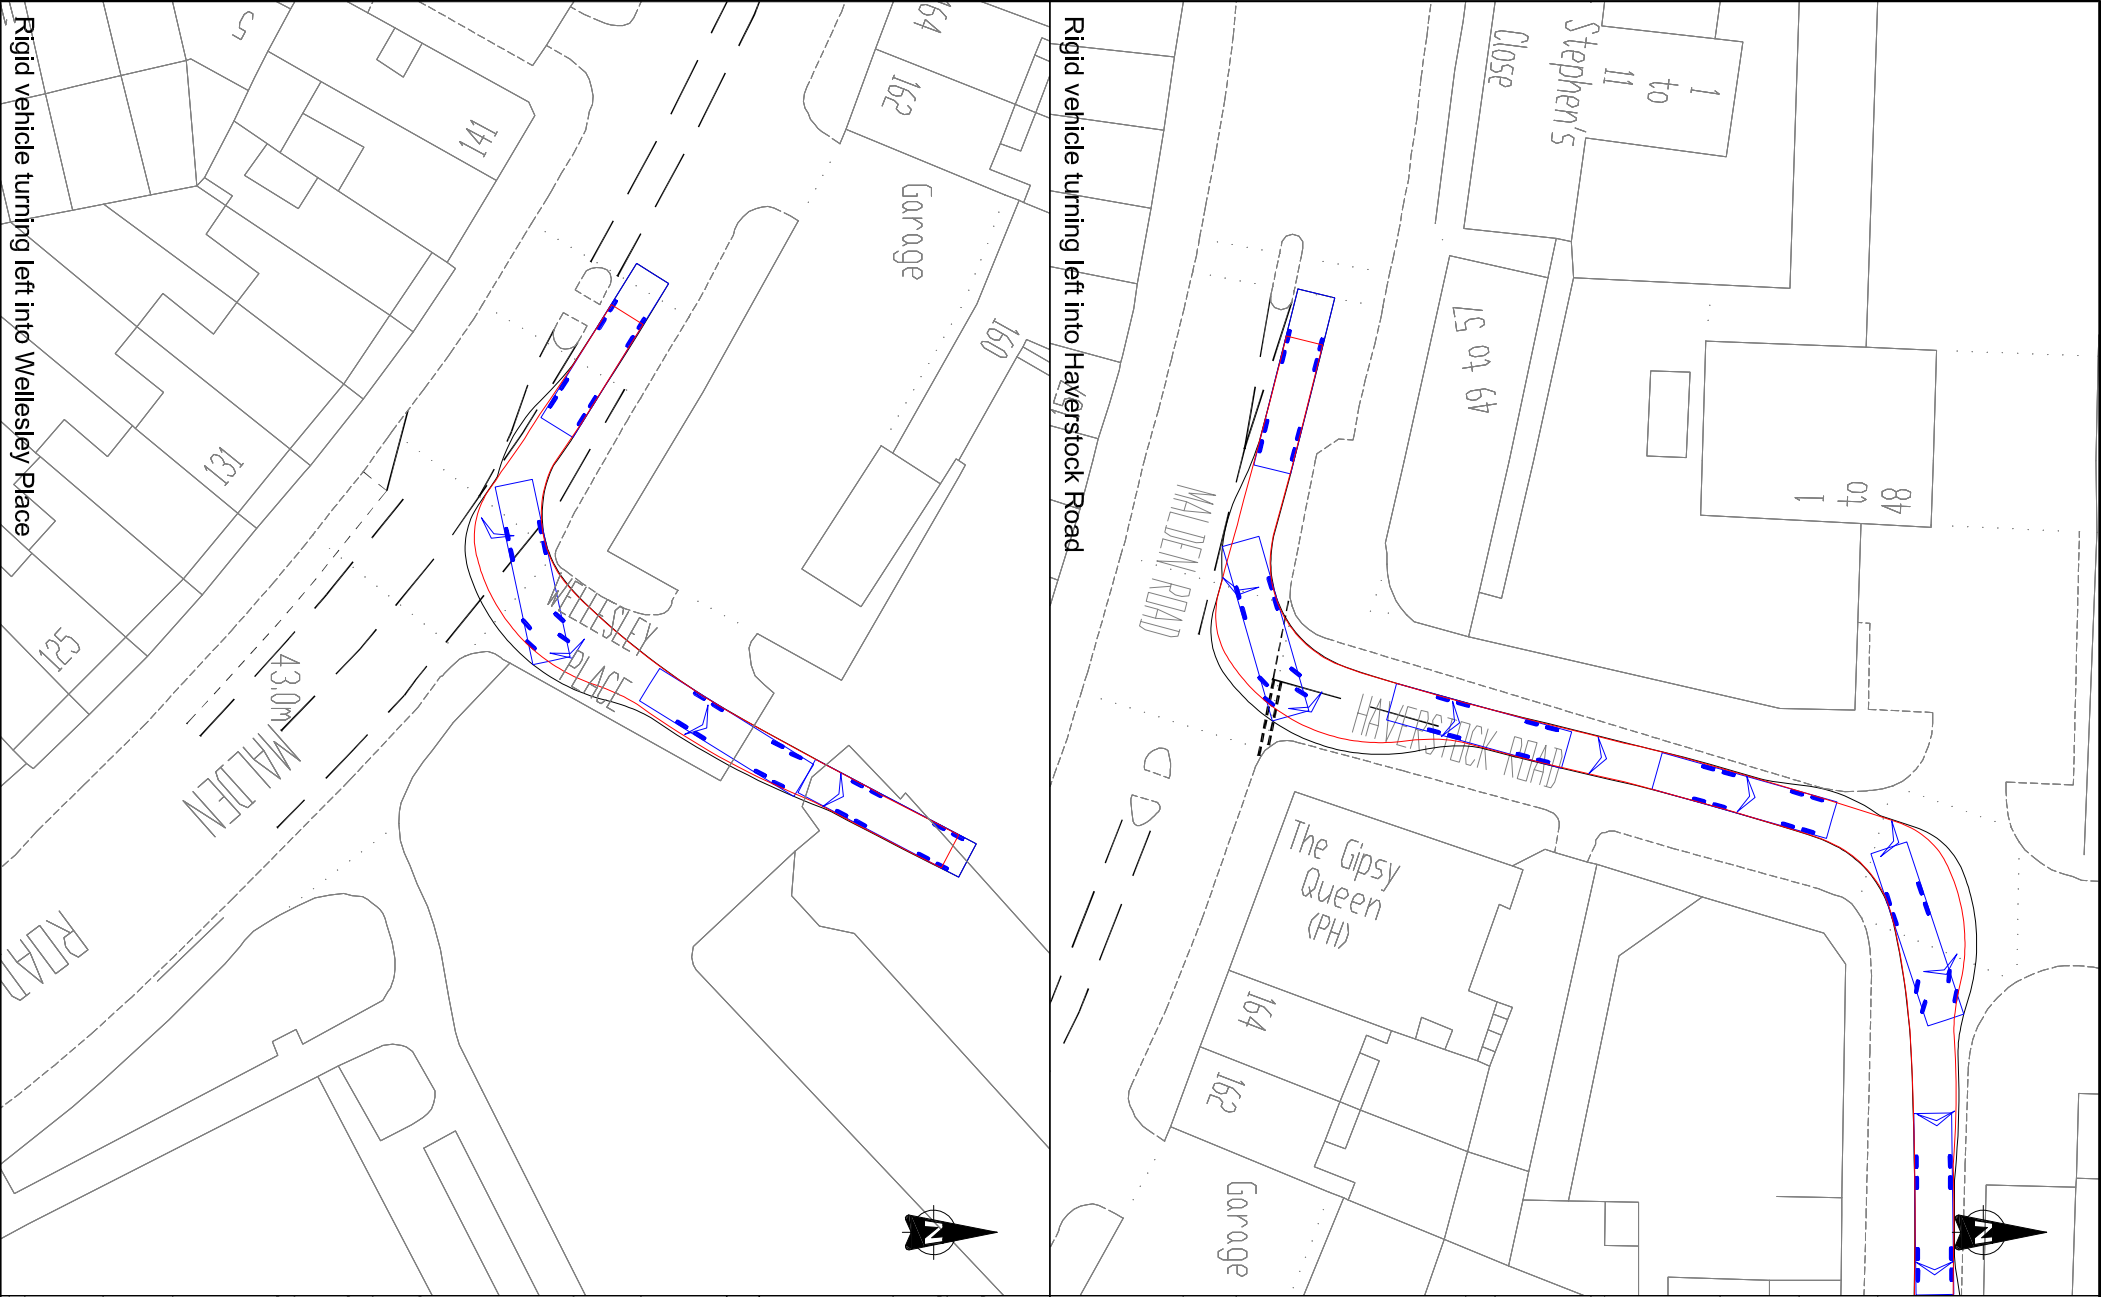 Rigid vehicle turning left into Wellesley Place
5
141
131
125
43.0m
MALDEN
ROAD
164
162
Garage
160
WELLESLEY
PLACE
N
Rigid vehicle turning left into Haverstock Road
Stephen's
Close
1
to
11
49 to 57
1
to
48
MALDEN ROAD
HAVERSTOCK ROAD
The Gipsy
Queen
(PH)
164
162
Garage
N